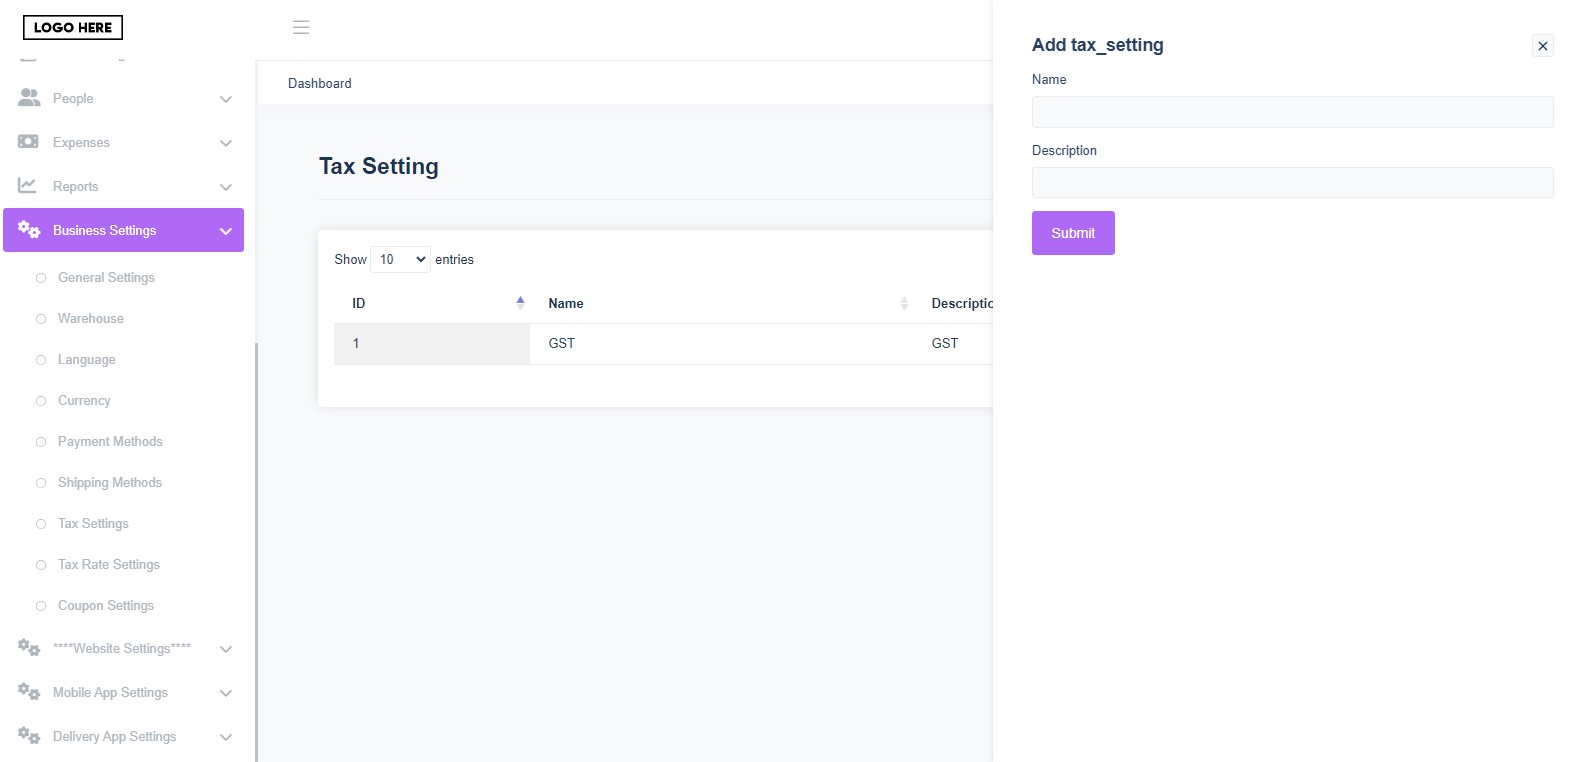 LOGO HERE
People
Expenses
Reports
Business Settings
General Settings
Warehouse
Language
Currency
Payment Methods
Shipping Methods
Tax Settings
Tax Rate Settings
Coupon Settings
****Website Settings****
Mobile App Settings
Delivery App Settings
Dashboard
Tax Setting
Show 10 entries
ID Name Descriptio
1 GST GST
Add tax_setting
Name
Description
Submit